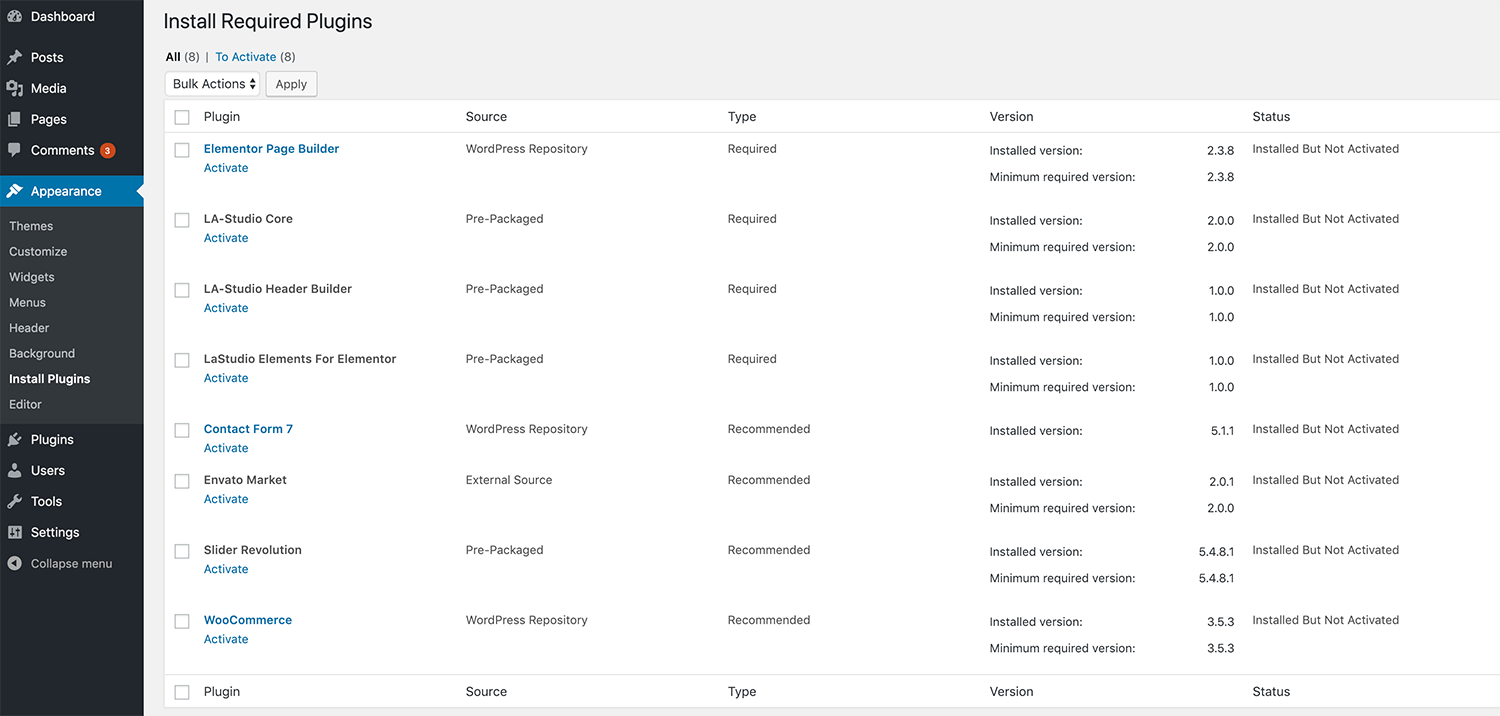 Dashboard
Posts
Media
Pages
Comments 3
Appearance
Themes
Customize
Widgets
Menus
Header
Background
Install Plugins
Editor
Plugins
Users
Tools
Settings
Collapse menu
Install Required Plugins
All (8) | To Activate (8)
Bulk Actions Apply
Plugin Source Type Version Status
Elementor Page Builder WordPress Repository Required Installed version: 2.3.8 Installed But Not Activated
Activate Minimum required version: 2.3.8
LA-Studio Core Pre-Packaged Required Installed version: 2.0.0 Installed But Not Activated
Activate Minimum required version: 2.0.0
LA-Studio Header Builder Pre-Packaged Required Installed version: 1.0.0 Installed But Not Activated
Activate Minimum required version: 1.0.0
LaStudio Elements For Elementor Pre-Packaged Required Installed version: 1.0.0 Installed But Not Activated
Activate Minimum required version: 1.0.0
Contact Form 7 WordPress Repository Recommended Installed version: 5.1.1 Installed But Not Activated
Activate
Envato Market External Source Recommended Installed version: 2.0.1 Installed But Not Activated
Activate Minimum required version: 2.0.0
Slider Revolution Pre-Packaged Recommended Installed version: 5.4.8.1 Installed But Not Activated
Activate Minimum required version: 5.4.8.1
WooCommerce WordPress Repository Recommended Installed version: 3.5.3 Installed But Not Activated
Activate Minimum required version: 3.5.3
Plugin Source Type Version Status